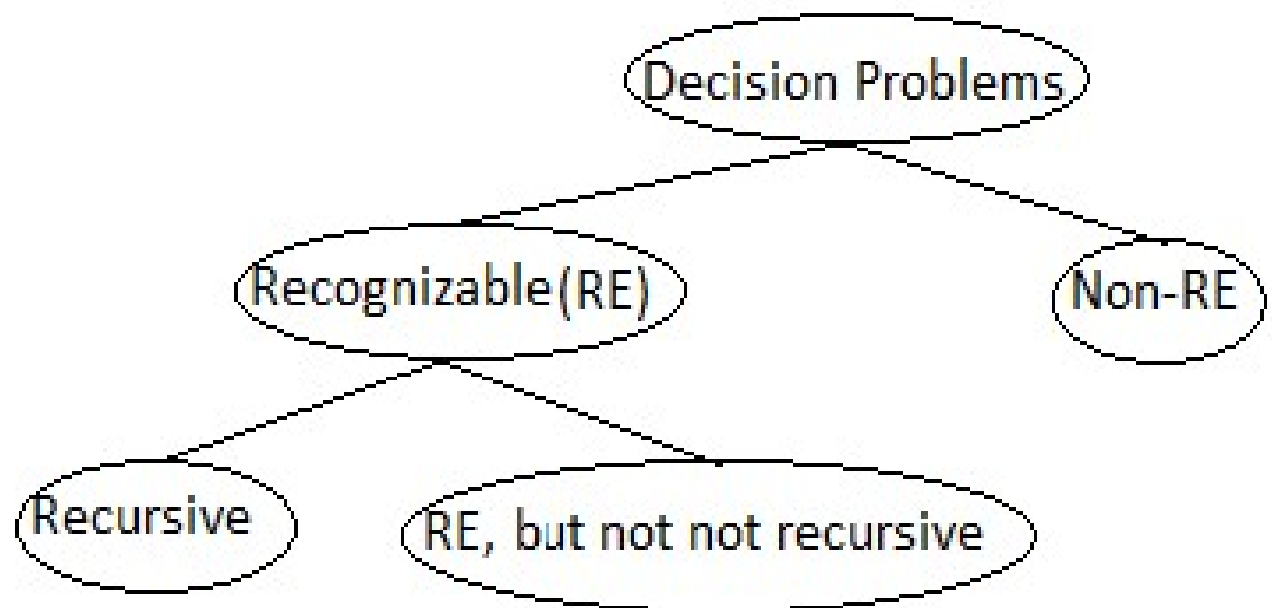 Decision Problems
Recognizable(RE)
Non-RE
Recursive
RE, but not not recursive